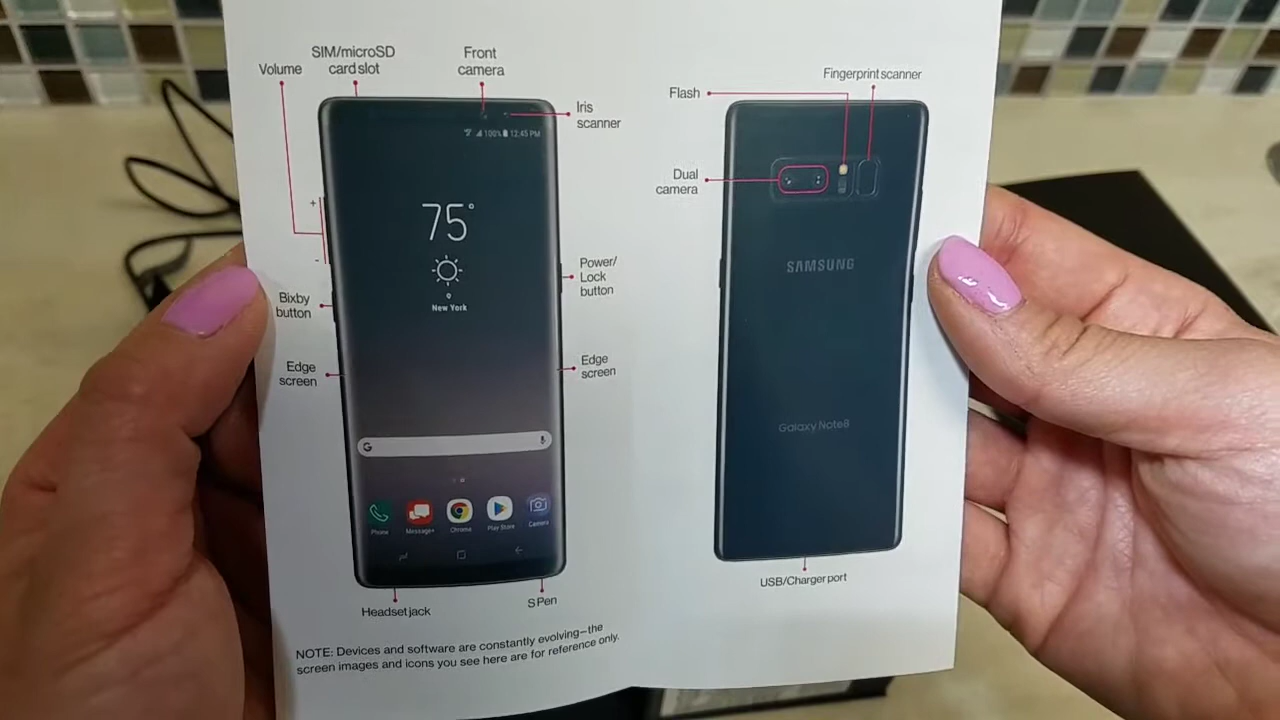 SIM/microSD
card slot
Front
camera
Volume
Iris
scanner
100% 12:45 PM
+
75°
-
New York
Power/
Lock
button
Bixby
button
Edge
screen
Edge
screen
G
Phone
Message+
Chrome
Play Store
Camera
Headset jack
S Pen
NOTE: Devices and software are constantly evolving—the
screen images and icons you see here are for reference only.
Fingerprint scanner
Flash
Dual
camera
SAMSUNG
Galaxy Note8
USB/Charger port